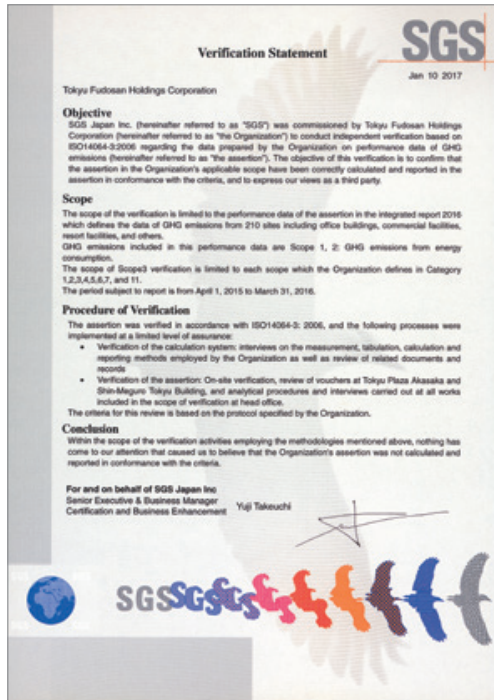 SGS
Verification Statement
Jan 10 2017
Tokyu Fudosan Holdings Corporation
Objective
SGS Japan Inc. (hereinafter referred to as "SGS") was commissioned by Tokyu Fudosan Holdings
Corporation (hereinafter referred to as "the Organization") to conduct independent verification based on
ISO14064-3:2006 regarding the data prepared by the Organization on performance data of GHG
emissions (hereinafter referred to as "the assertion"). The objective of this verification is to confirm that
the assertion in the Organization's applicable scope have been correctly calculated and reported in the
assertion in conformance with the criteria, and to express our views as a third party.
Scope
The scope of the verification is limited to the performance data of the assertion in the integrated report 2016
which defines the data of GHG emissions from 210 sites including office buildings, commercial facilities,
resort facilities, and others.
GHG emissions included in this performance data are Scope 1, 2: GHG emissions from energy
consumption.
The scope of Scope3 verification is limited to each scope which the Organization defines in Category
1,2,3,4,5,6,7, and 11.
The period subject to report is from April 1, 2015 to March 31, 2016.
Procedure of Verification
The assertion was verified in accordance with ISO14064-3: 2006, and the following processes were
implemented at a limited level of assurance:
• Verification of the calculation system: interviews on the measurement, tabulation, calculation and
reporting methods employed by the Organization as well as review of related documents and
records
• Verification of the assertion: On-site verification, review of vouchers at Tokyu Plaza Akasaka and
Shin-Meguro Tokyu Building, and analytical procedures and interviews carried out at all works
included in the scope of verification at head office.
The criteria for this review is based on the protocol specified by the Organization.
Conclusion
Within the scope of the verification activities employing the methodologies mentioned above, nothing has
come to our attention that caused us to believe that the Organization's assertion was not calculated and
reported in conformance with the criteria.
For and on behalf of SGS Japan Inc
Senior Executive & Business Manager
Certification and Business Enhancement Yuji Takeuchi
SGSSGSGSGS